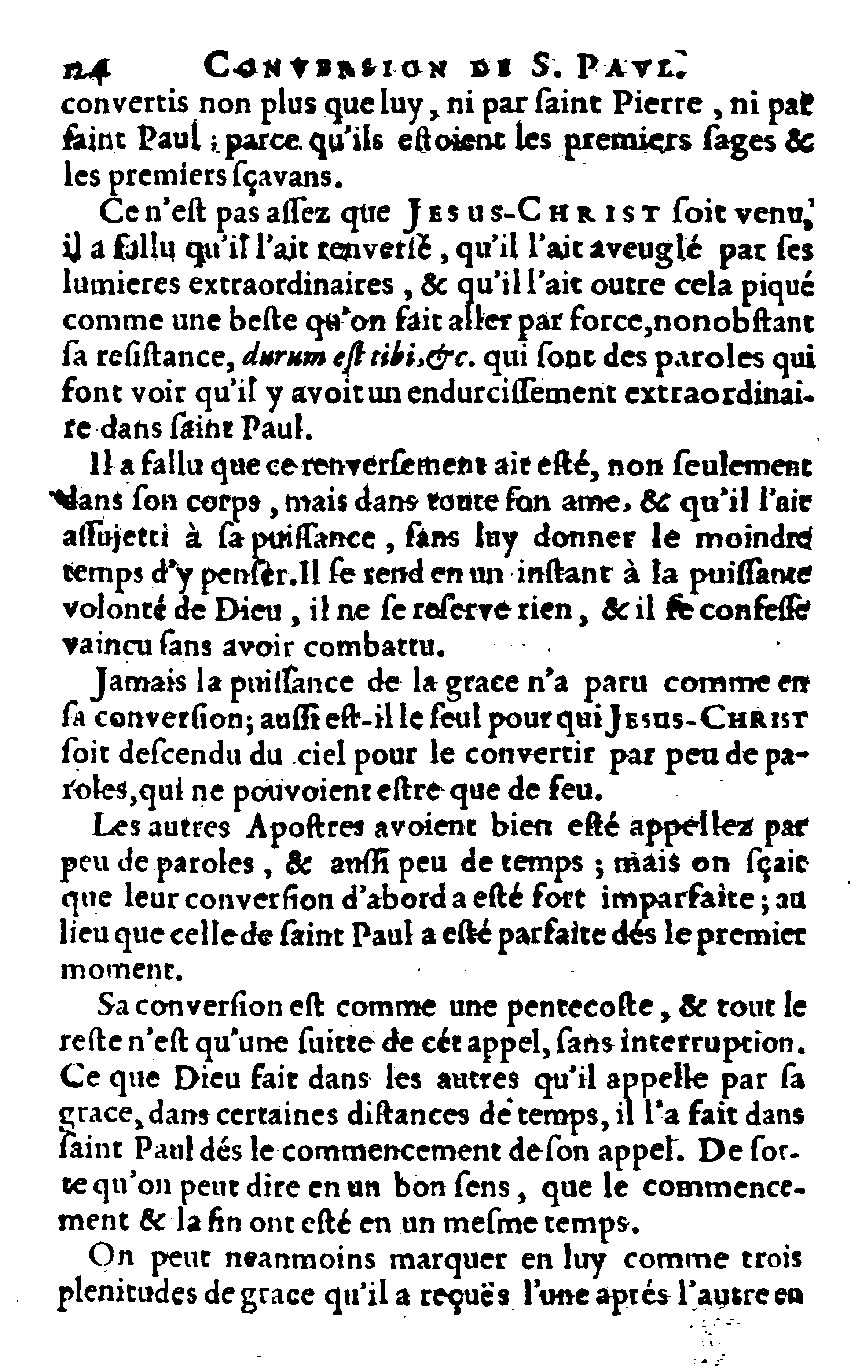 124 CONVERSION DE S. PAVL.
convertis non plus que luy, ni par ſaint Pierre, ni par
ſaint Paul ; parce qu'ils eſtoient les premiers ſages &
les premiers ſçavans.
Ce n'eſt pas aſſez que JESUS-CHRIST ſoit venu,
il a fallu qu'il l'ait renverſé, qu'il l'ait aveuglé par ſes
lumieres extraordinaires, & qu'il l'ait outre cela piqué
comme une beſte qu'on fait aller par force, nonobſtant
ſa reſiſtance, durum eſt tibi, &c. qui ſont des paroles qui
font voir qu'il y avoit un endurciſſement extraordinai-
re dans ſaint Paul.
Il a fallu que ce renverſement ait eſté, non ſeulement
dans ſon corps, mais dans toute ſon ame, & qu'il l'ait
aſſujetti à ſa puiſſance, ſans luy donner le moindre
temps d'y penſer. Il ſe rend en un inſtant à la puiſſante
volonté de Dieu, il ne ſe reſerve rien, & il ſe confeſſe
vaincu ſans avoir combattu.
Jamais la puiſſance de la grace n'a paru comme en
ſa converſion; auſſi eſt-il le ſeul pour qui JESUS-CHRIST
ſoit deſcendu du ciel pour le convertir par peu de pa-
roles, qui ne pouvoient eſtre que de feu.
Les autres Apoſtres avoient bien eſté appellez par
peu de paroles, & auſſi peu de temps ; mais on ſçait
que leur converſion d'abord a eſté fort imparfaite; au
lieu que celle de ſaint Paul a eſté parfaite dés le premier
moment.
Sa converſion eſt comme une pentecoſte, & tout le
reſte n'eſt qu'une ſuitte de cét appel, ſans interruption.
Ce que Dieu fait dans les autres qu'il appelle par ſa
grace, dans certaines diſtances de temps, il l'a fait dans
ſaint Paul dés le commencement de ſon appel. De ſor-
te qu'on peut dire en un bon ſens, que le commence-
ment & la fin ont eſté en un meſme temps.
On peut neanmoins marquer en luy comme trois
plenitudes de grace qu'il a reçuës l'une aprés l'autre en